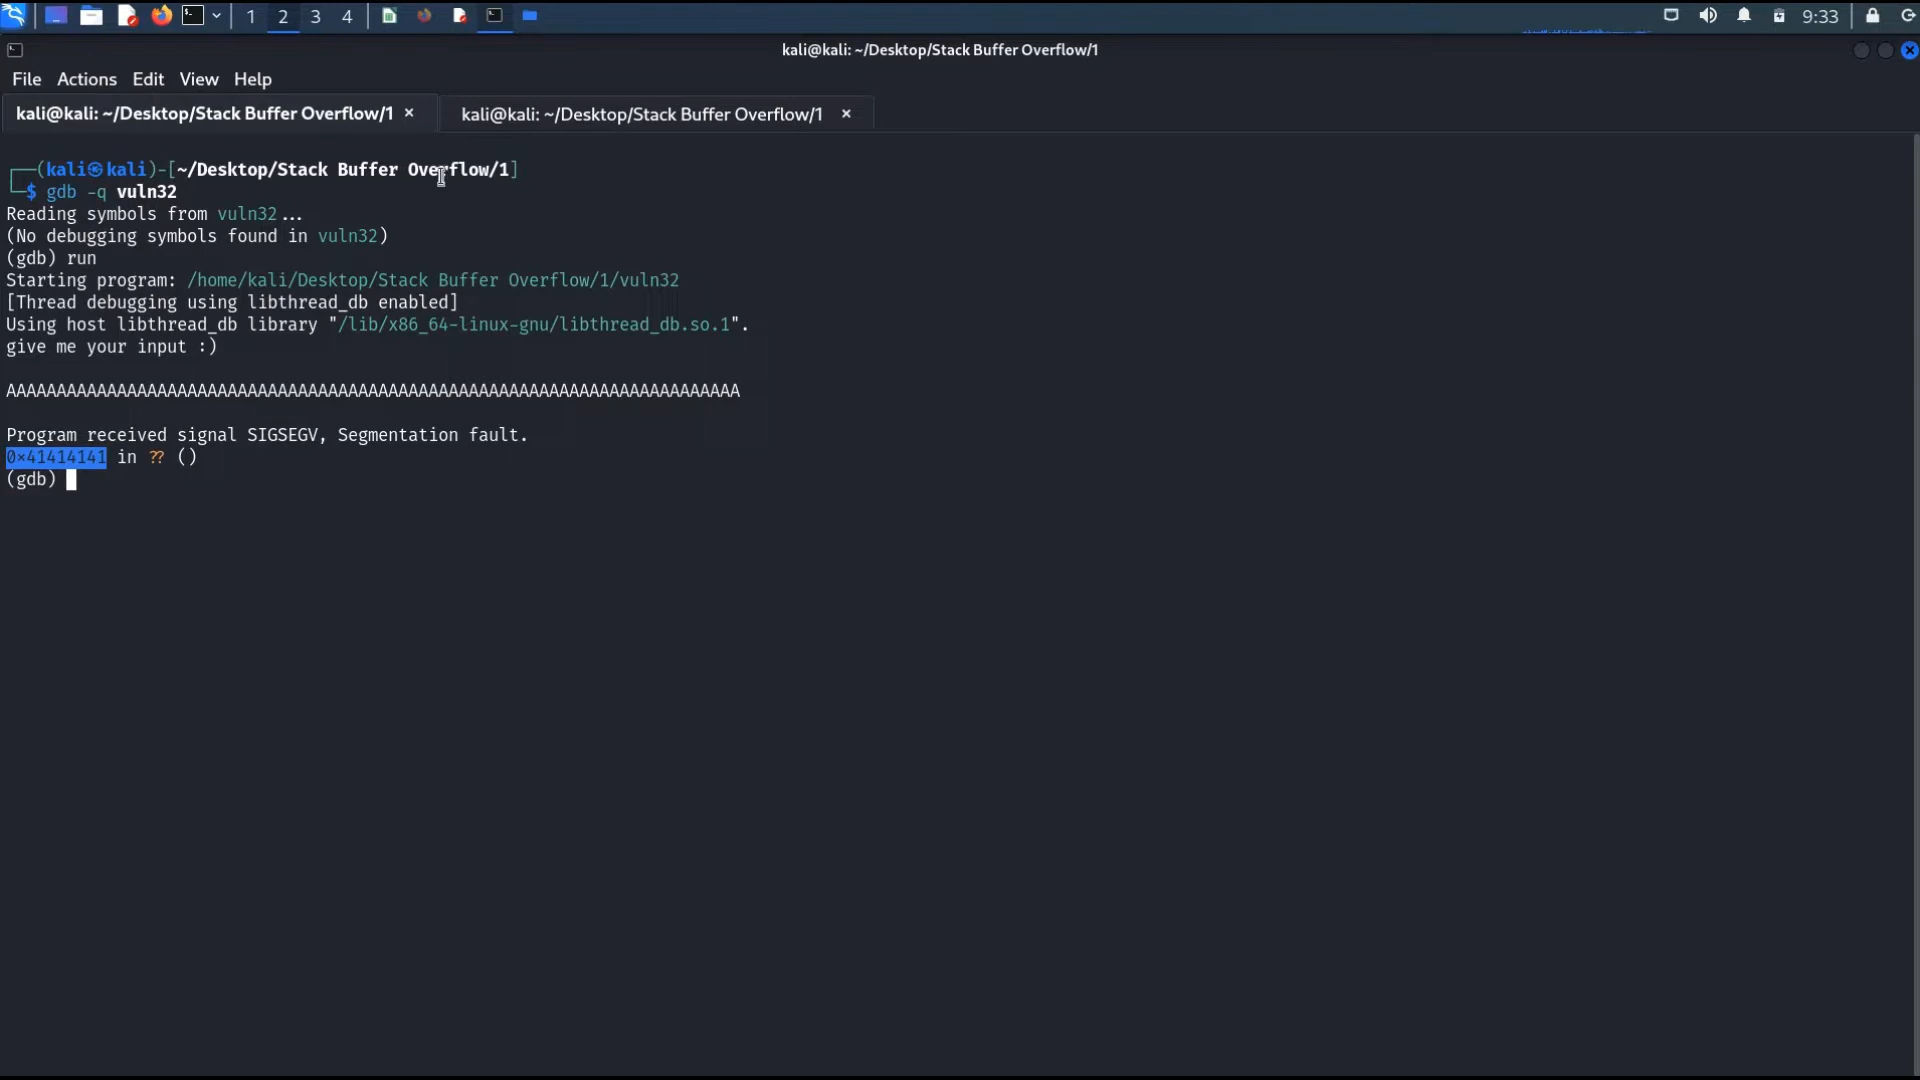 1 2 3 4 9:33
kali@kali: ~/Desktop/Stack Buffer Overflow/1
File Actions Edit View Help
kali@kali: ~/Desktop/Stack Buffer Overflow/1 × kali@kali: ~/Desktop/Stack Buffer Overflow/1 ×
┌──(kali㉿kali)-[~/Desktop/Stack Buffer Overflow/1]
└─$ gdb -q vuln32
Reading symbols from vuln32...
(No debugging symbols found in vuln32)
(gdb) run
Starting program: /home/kali/Desktop/Stack Buffer Overflow/1/vuln32
[Thread debugging using libthread_db enabled]
Using host libthread_db library "/lib/x86_64-linux-gnu/libthread_db.so.1".
give me your input :)
AAAAAAAAAAAAAAAAAAAAAAAAAAAAAAAAAAAAAAAAAAAAAAAAAAAAAAAAAAAAAAAAAAAAAAAAA
Program received signal SIGSEGV, Segmentation fault.
0×41414141 in ?? ()
(gdb)